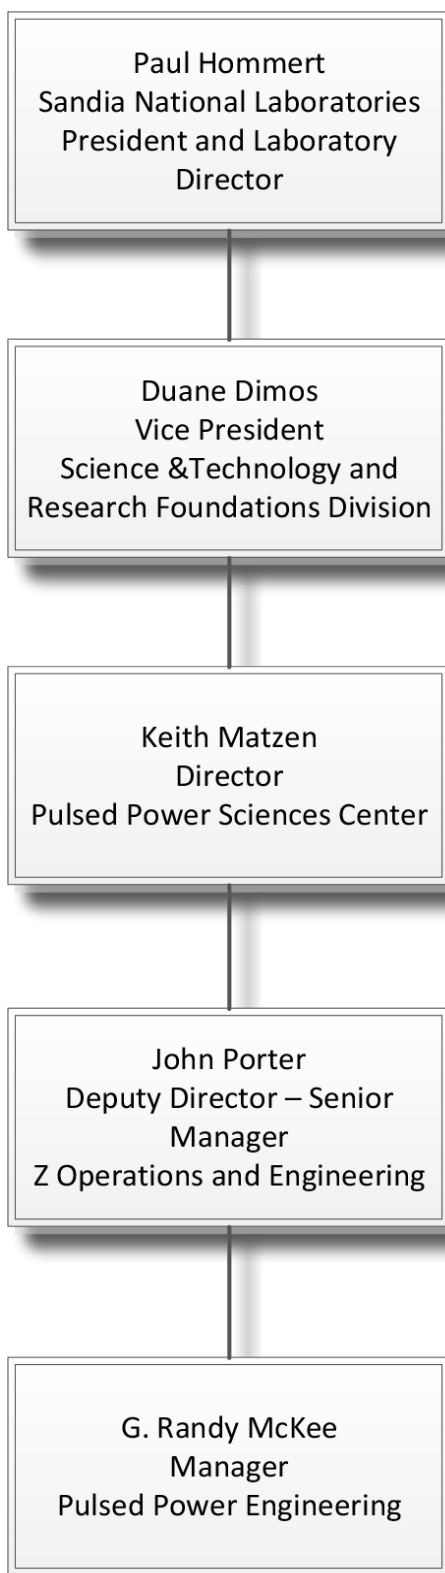 Paul Hommert
Sandia National Laboratories
President and Laboratory
Director
Duane Dimos
Vice President
Science &Technology and
Research Foundations Division
Keith Matzen
Director
Pulsed Power Sciences Center
John Porter
Deputy Director – Senior
Manager
Z Operations and Engineering
G. Randy McKee
Manager
Pulsed Power Engineering